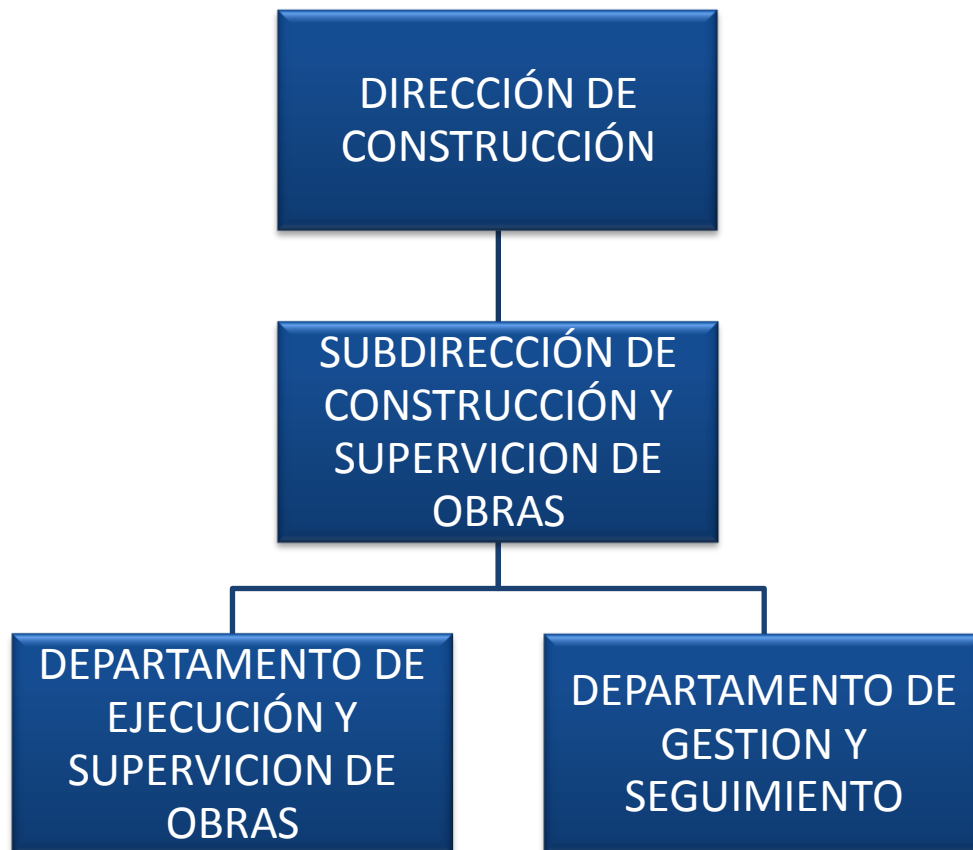 DIRECCIÓN DE
CONSTRUCCIÓN
SUBDIRECCIÓN DE
CONSTRUCCIÓN Y
SUPERVICION DE
OBRAS
DEPARTAMENTO DE
EJECUCIÓN Y
SUPERVICION DE
OBRAS
DEPARTAMENTO DE
GESTION Y
SEGUIMIENTO